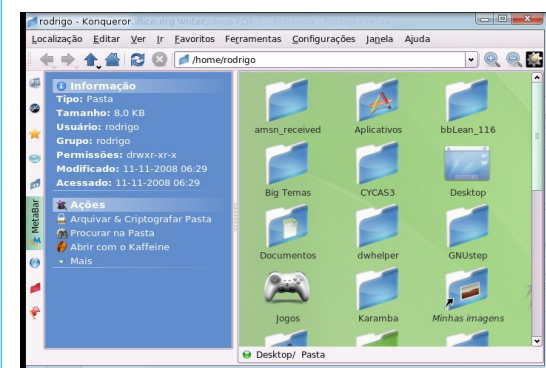 rodrigo - Konqueror
Localização Editar Ver Ir Favoritos Ferramentas Configurações Janela Ajuda
/home/rodrigo
Informação
Tipo: Pasta
Tamanho: 8,0 KB
Usuário: rodrigo
Grupo: rodrigo
Permissões: drwxr-xr-x
Modificado: 11-11-2008 06:29
Acessado: 11-11-2008 06:29
Ações
Arquivar & Criptografar Pasta
Procurar na Pasta
Abrir com o Kaffeine
Mais
MetaBar
amsn_received Aplicativos bbLean_116
Big Temas CYCAS3 Desktop
Documentos dwhelper GNUstep
Jogos Karamba Minhas imagens
Desktop/ Pasta